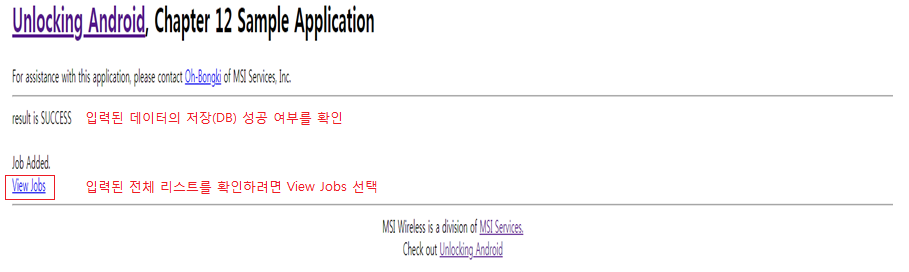 Unlocking Android, Chapter 12 Sample Application
For assistance with this application, please contact Oh-Bongki of MSI Services, Inc.
result is SUCCESS 입력된 데이터의 저장(DB) 성공 여부를 확인
Job Added.
View Jobs 입력된 전체 리스트를 확인하려면 View Jobs 선택
MSI Wireless is a division of MSI Services.
Check out Unlocking Android